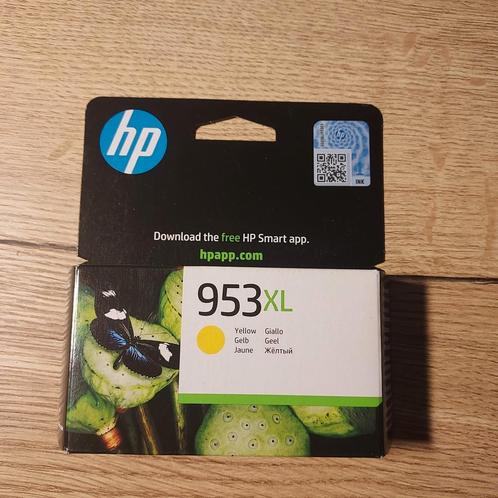 hp
INK
Download the free HP Smart app.
hpapp.com
953XL
Yellow Giallo
Gelb Geel
Jaune Жёлтый